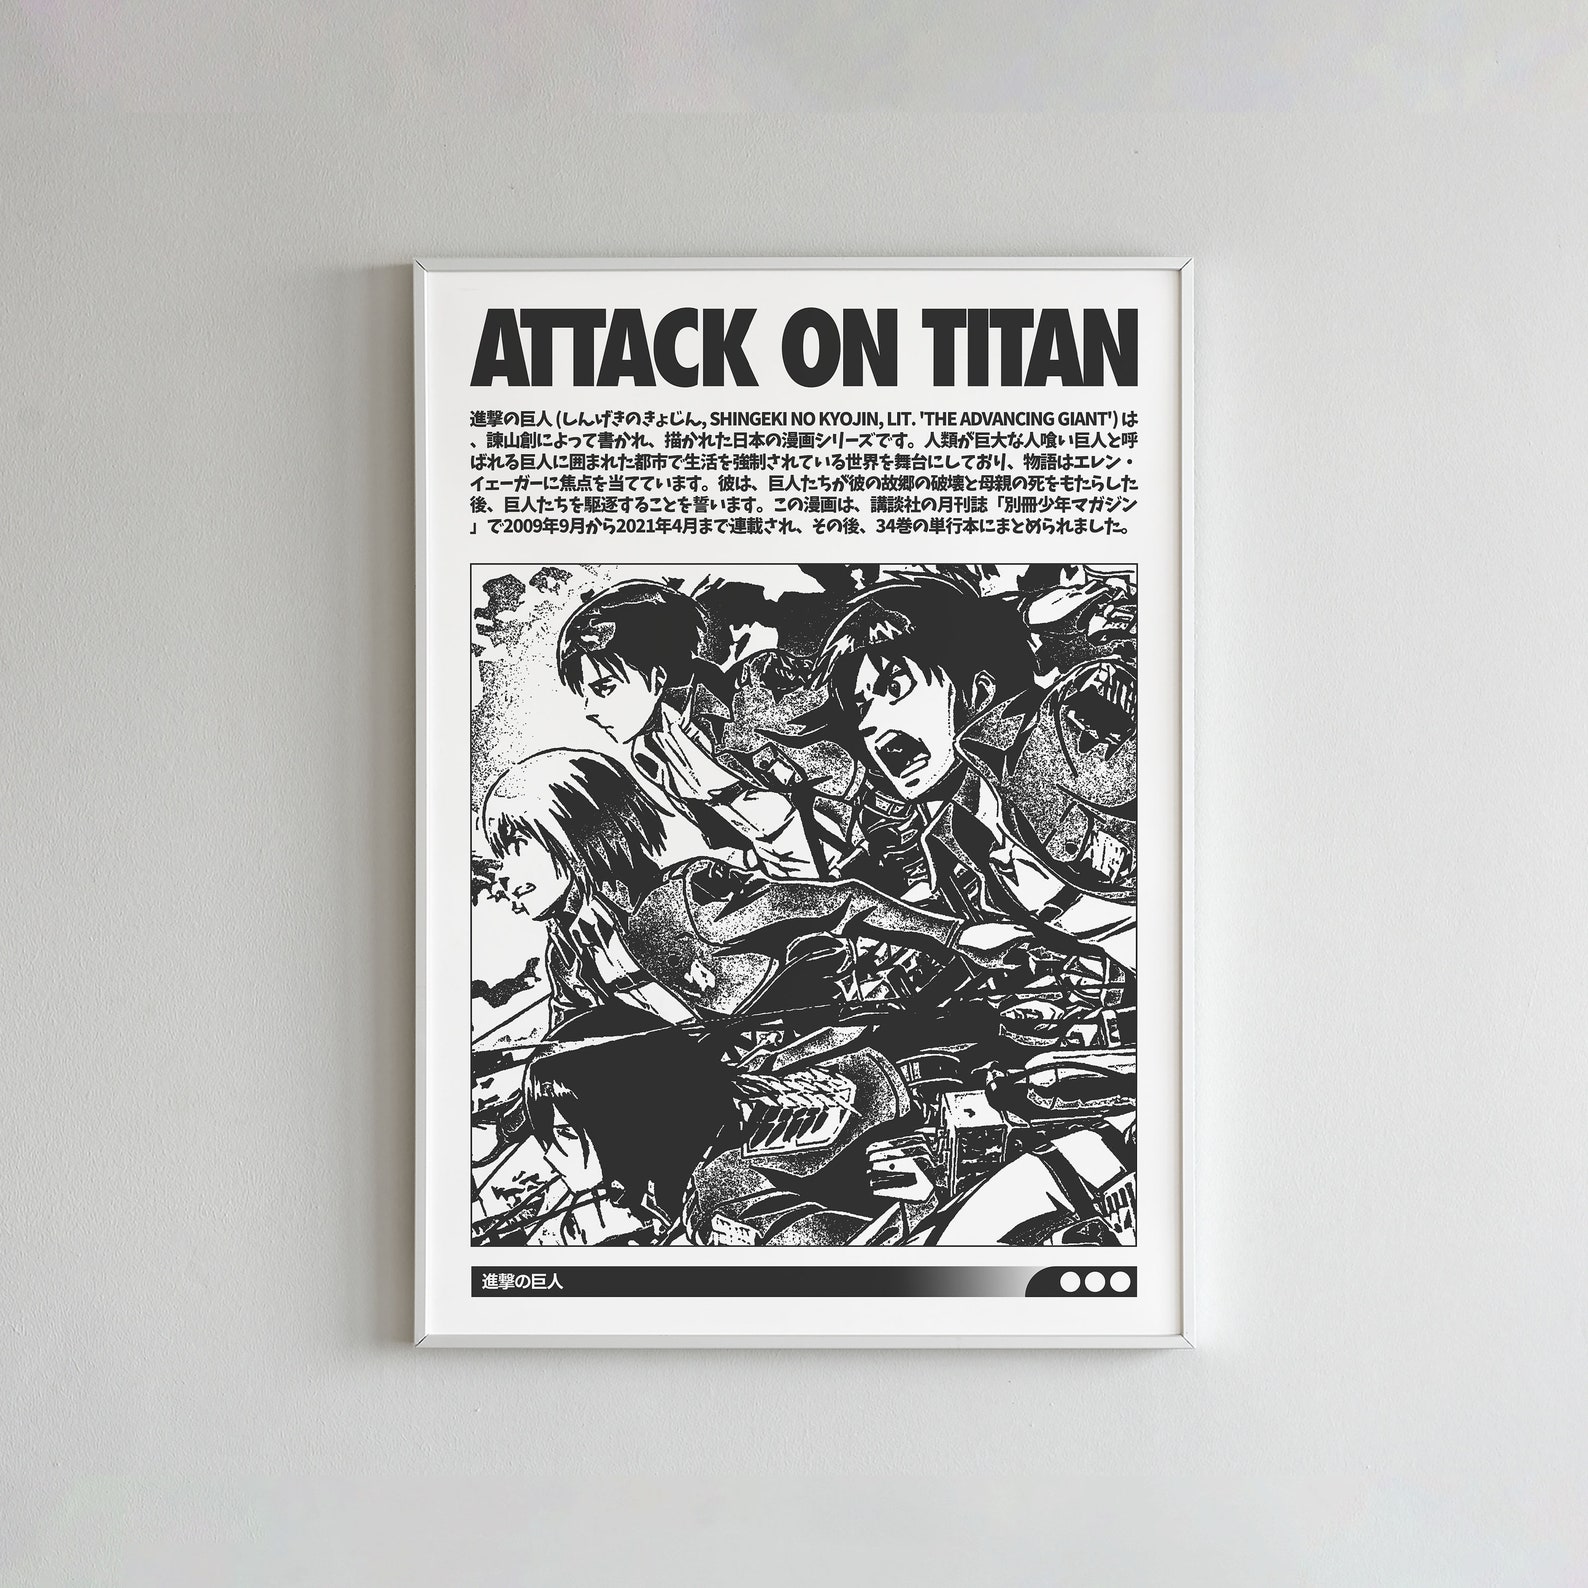 ATTACK ON TITAN
進撃の巨人 (しんげきのきょじん, SHINGEKI NO KYOJIN, LIT. 'THE ADVANCING GIANT') は
、諫山創によって書かれ、描かれた日本の漫画シリーズです。人類が巨大な人喰い巨人と呼
ばれる巨人に囲まれた都市で生活を強制されている世界を舞台にしており、物語はエレン・
イェーガーに焦点を当てています。彼は、巨人たちが彼の故郷の破壊と母親の死をもたらした
後、巨人たちを駆逐することを誓います。この漫画は、講談社の月刊誌「別冊少年マガジン
」で2009年9月から2021年4月まで連載され、その後、34巻の単行本にまとめられました。
進撃の巨人